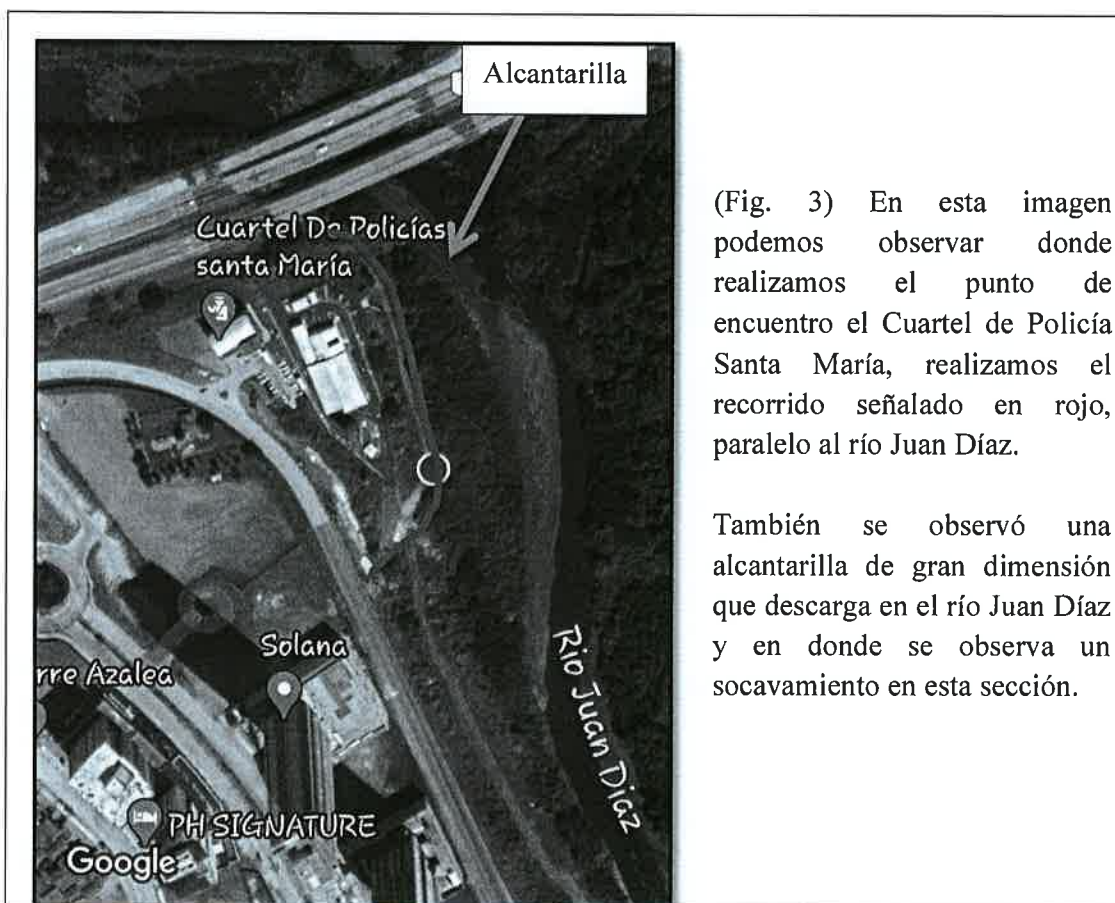 Alcantarilla
Cuartel De Policías
santa María
Solana
rre Azalea
Rio Juan Diaz
PH SIGNATURE
Google
(Fig. 3) En esta imagen
podemos observar donde
realizamos el punto de
encuentro el Cuartel de Policía
Santa María, realizamos el
recorrido señalado en rojo,
paralelo al río Juan Díaz.
También se observó una
alcantarilla de gran dimensión
que descarga en el río Juan Díaz
y en donde se observa un
socavamiento en esta sección.